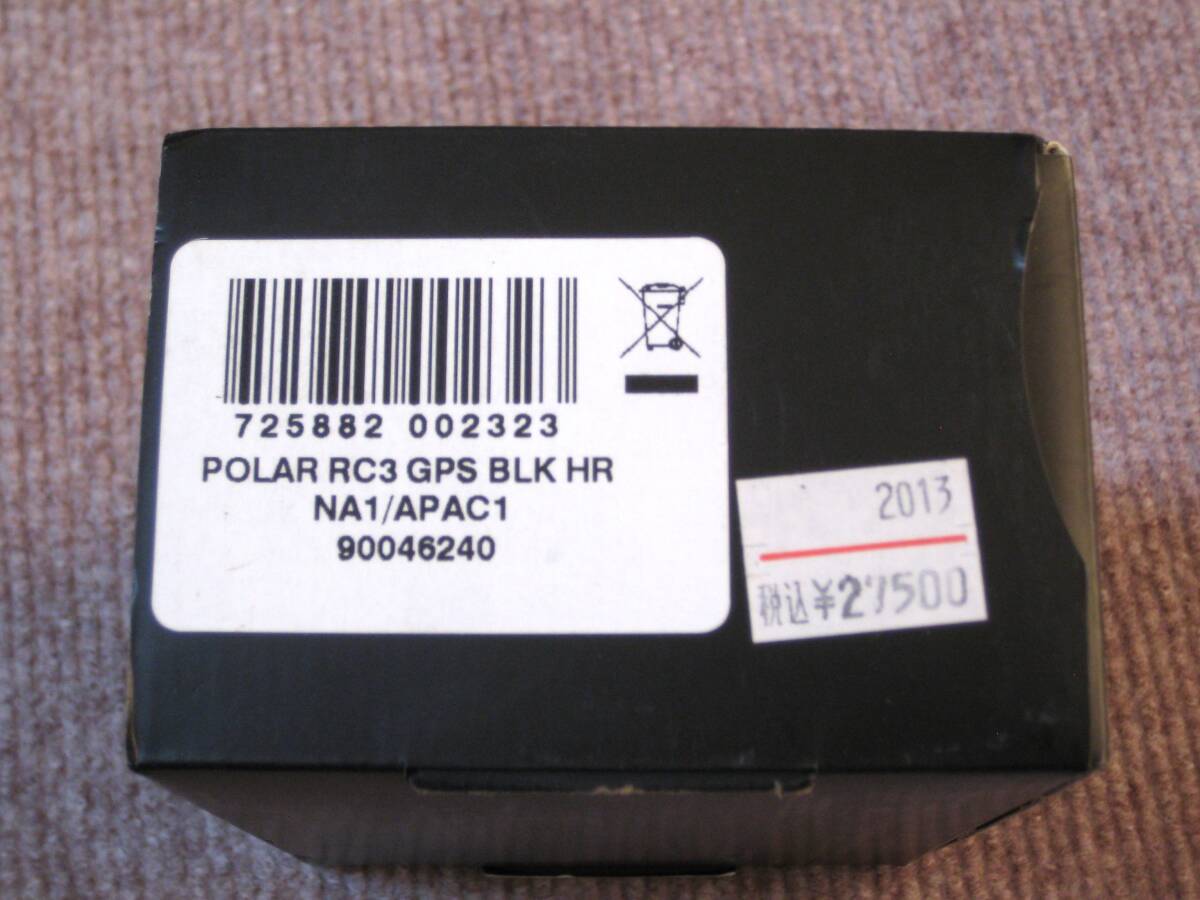 725882 002323
POLAR RC3 GPS BLK HR
NA1/APAC1
90046240
2013
税込¥27500